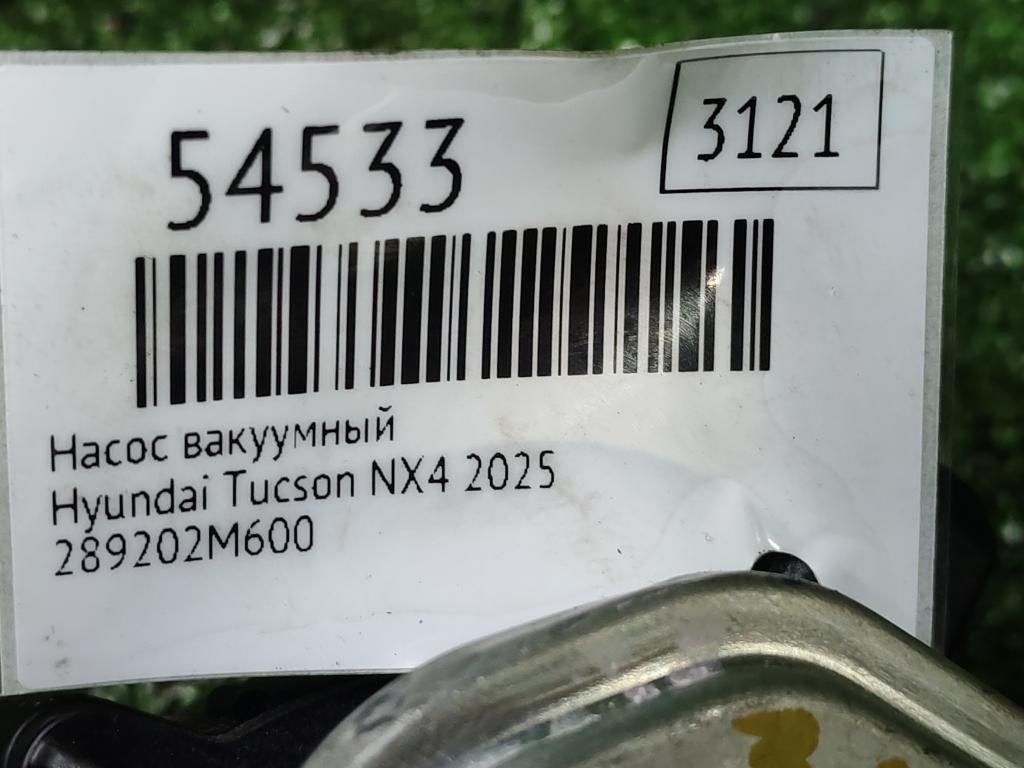 54533
3121
Насос вакуумный
Hyundai Tucson NX4 2025
289202M600